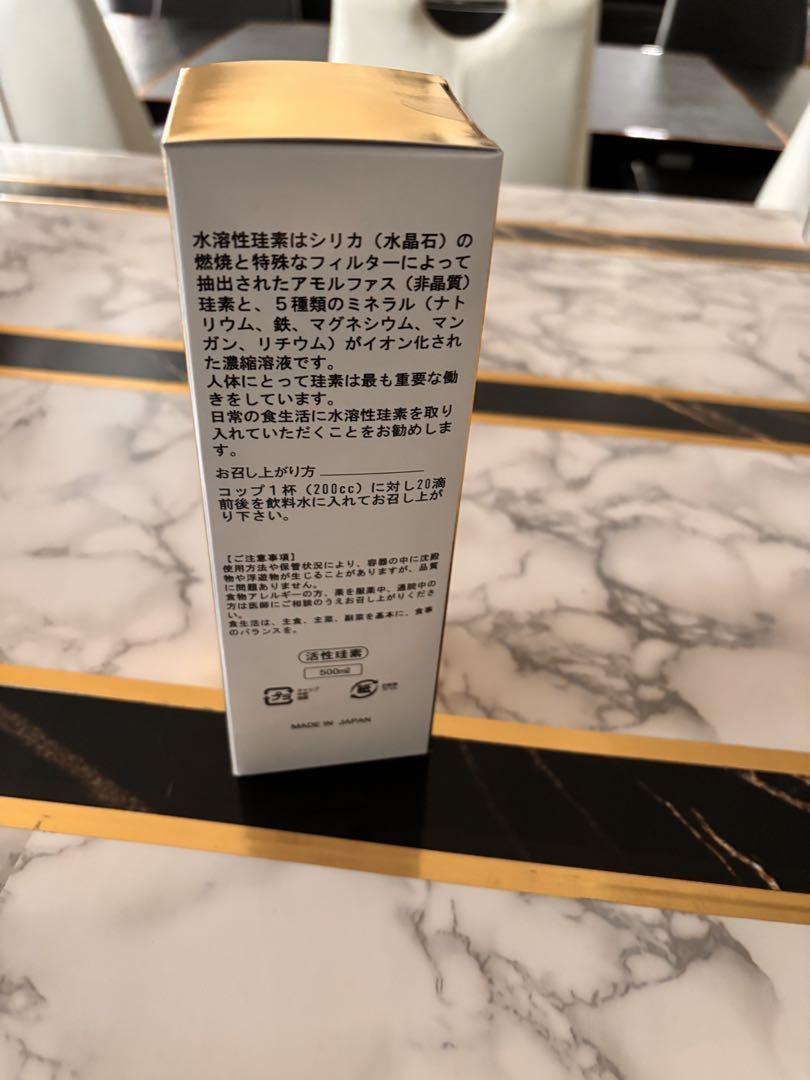 水溶性珪素はシリカ（水晶石）の
燃焼と特殊なフィルターによって
抽出されたアモルファス（非晶質）
珪素と、５種類のミネラル（ナト
リウム、鉄、マグネシウム、マン
ガン、リチウム）がイオン化され
た濃縮溶液です。
人体にとって珪素は最も重要な働
きをしています。
日常の食生活に水溶性珪素を取り
入れていただくことをお勧めしま
す。
お召し上がり方
コップ１杯（200cc）に対し20滴
前後を飲料水に入れてお召し上が
り下さい。
【ご注意事項】
使用方法や保管状況により、容器の中に沈殿
物や浮遊物が生じることがありますが、品質
に問題ありません。
食物アレルギーの方、薬を服薬中、通院中の
方は医師にご相談のうえお召し上がりくださ
い。
食生活は、主食、主菜、副菜を基本に、食事
のバランスを。
活性珪素
500mℓ
プラ
紙
MADE IN JAPAN